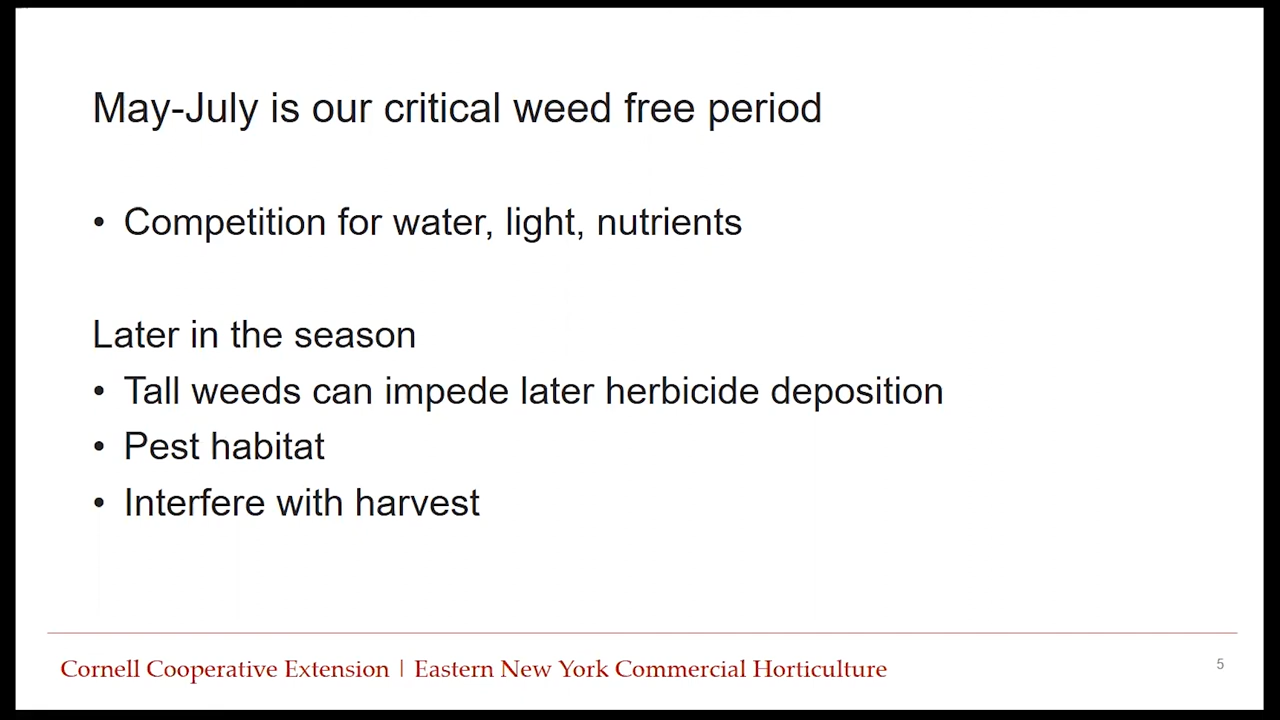 May-July is our critical weed free period
• Competition for water, light, nutrients
Later in the season
• Tall weeds can impede later herbicide deposition
• Pest habitat
• Interfere with harvest
Cornell Cooperative Extension | Eastern New York Commercial Horticulture
5